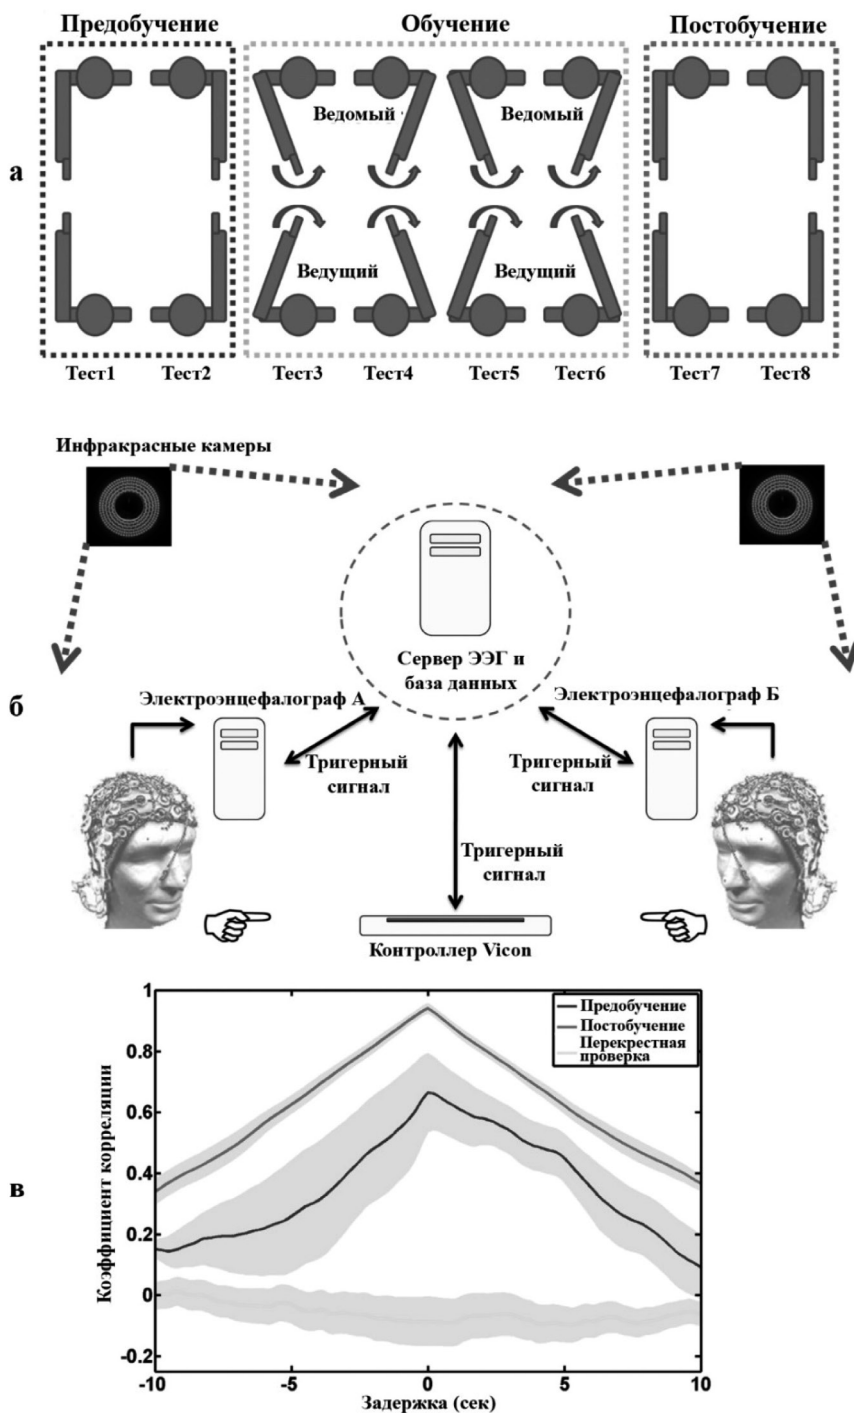 Предобучение Обучение Постобучение
Ведомый Ведомый
а
Ведущий Ведущий
Тест1 Тест2 Тест3 Тест4 Тест5 Тест6 Тест7 Тест8
Инфракрасные камеры
Сервер ЭЭГ и
база данных
б
Электроэнцефалограф А Электроэнцефалограф Б
Тригерный Тригерный
сигнал сигнал
Тригерный
сигнал
Контроллер Vicon
в
Коэффициент корреляции
1
0.8
0.6
0.4
0.2
0
-0.2
Предобучение
Постобучение
Перекрестная
проверка
-10 -5 0 5 10
Задержка (сек)